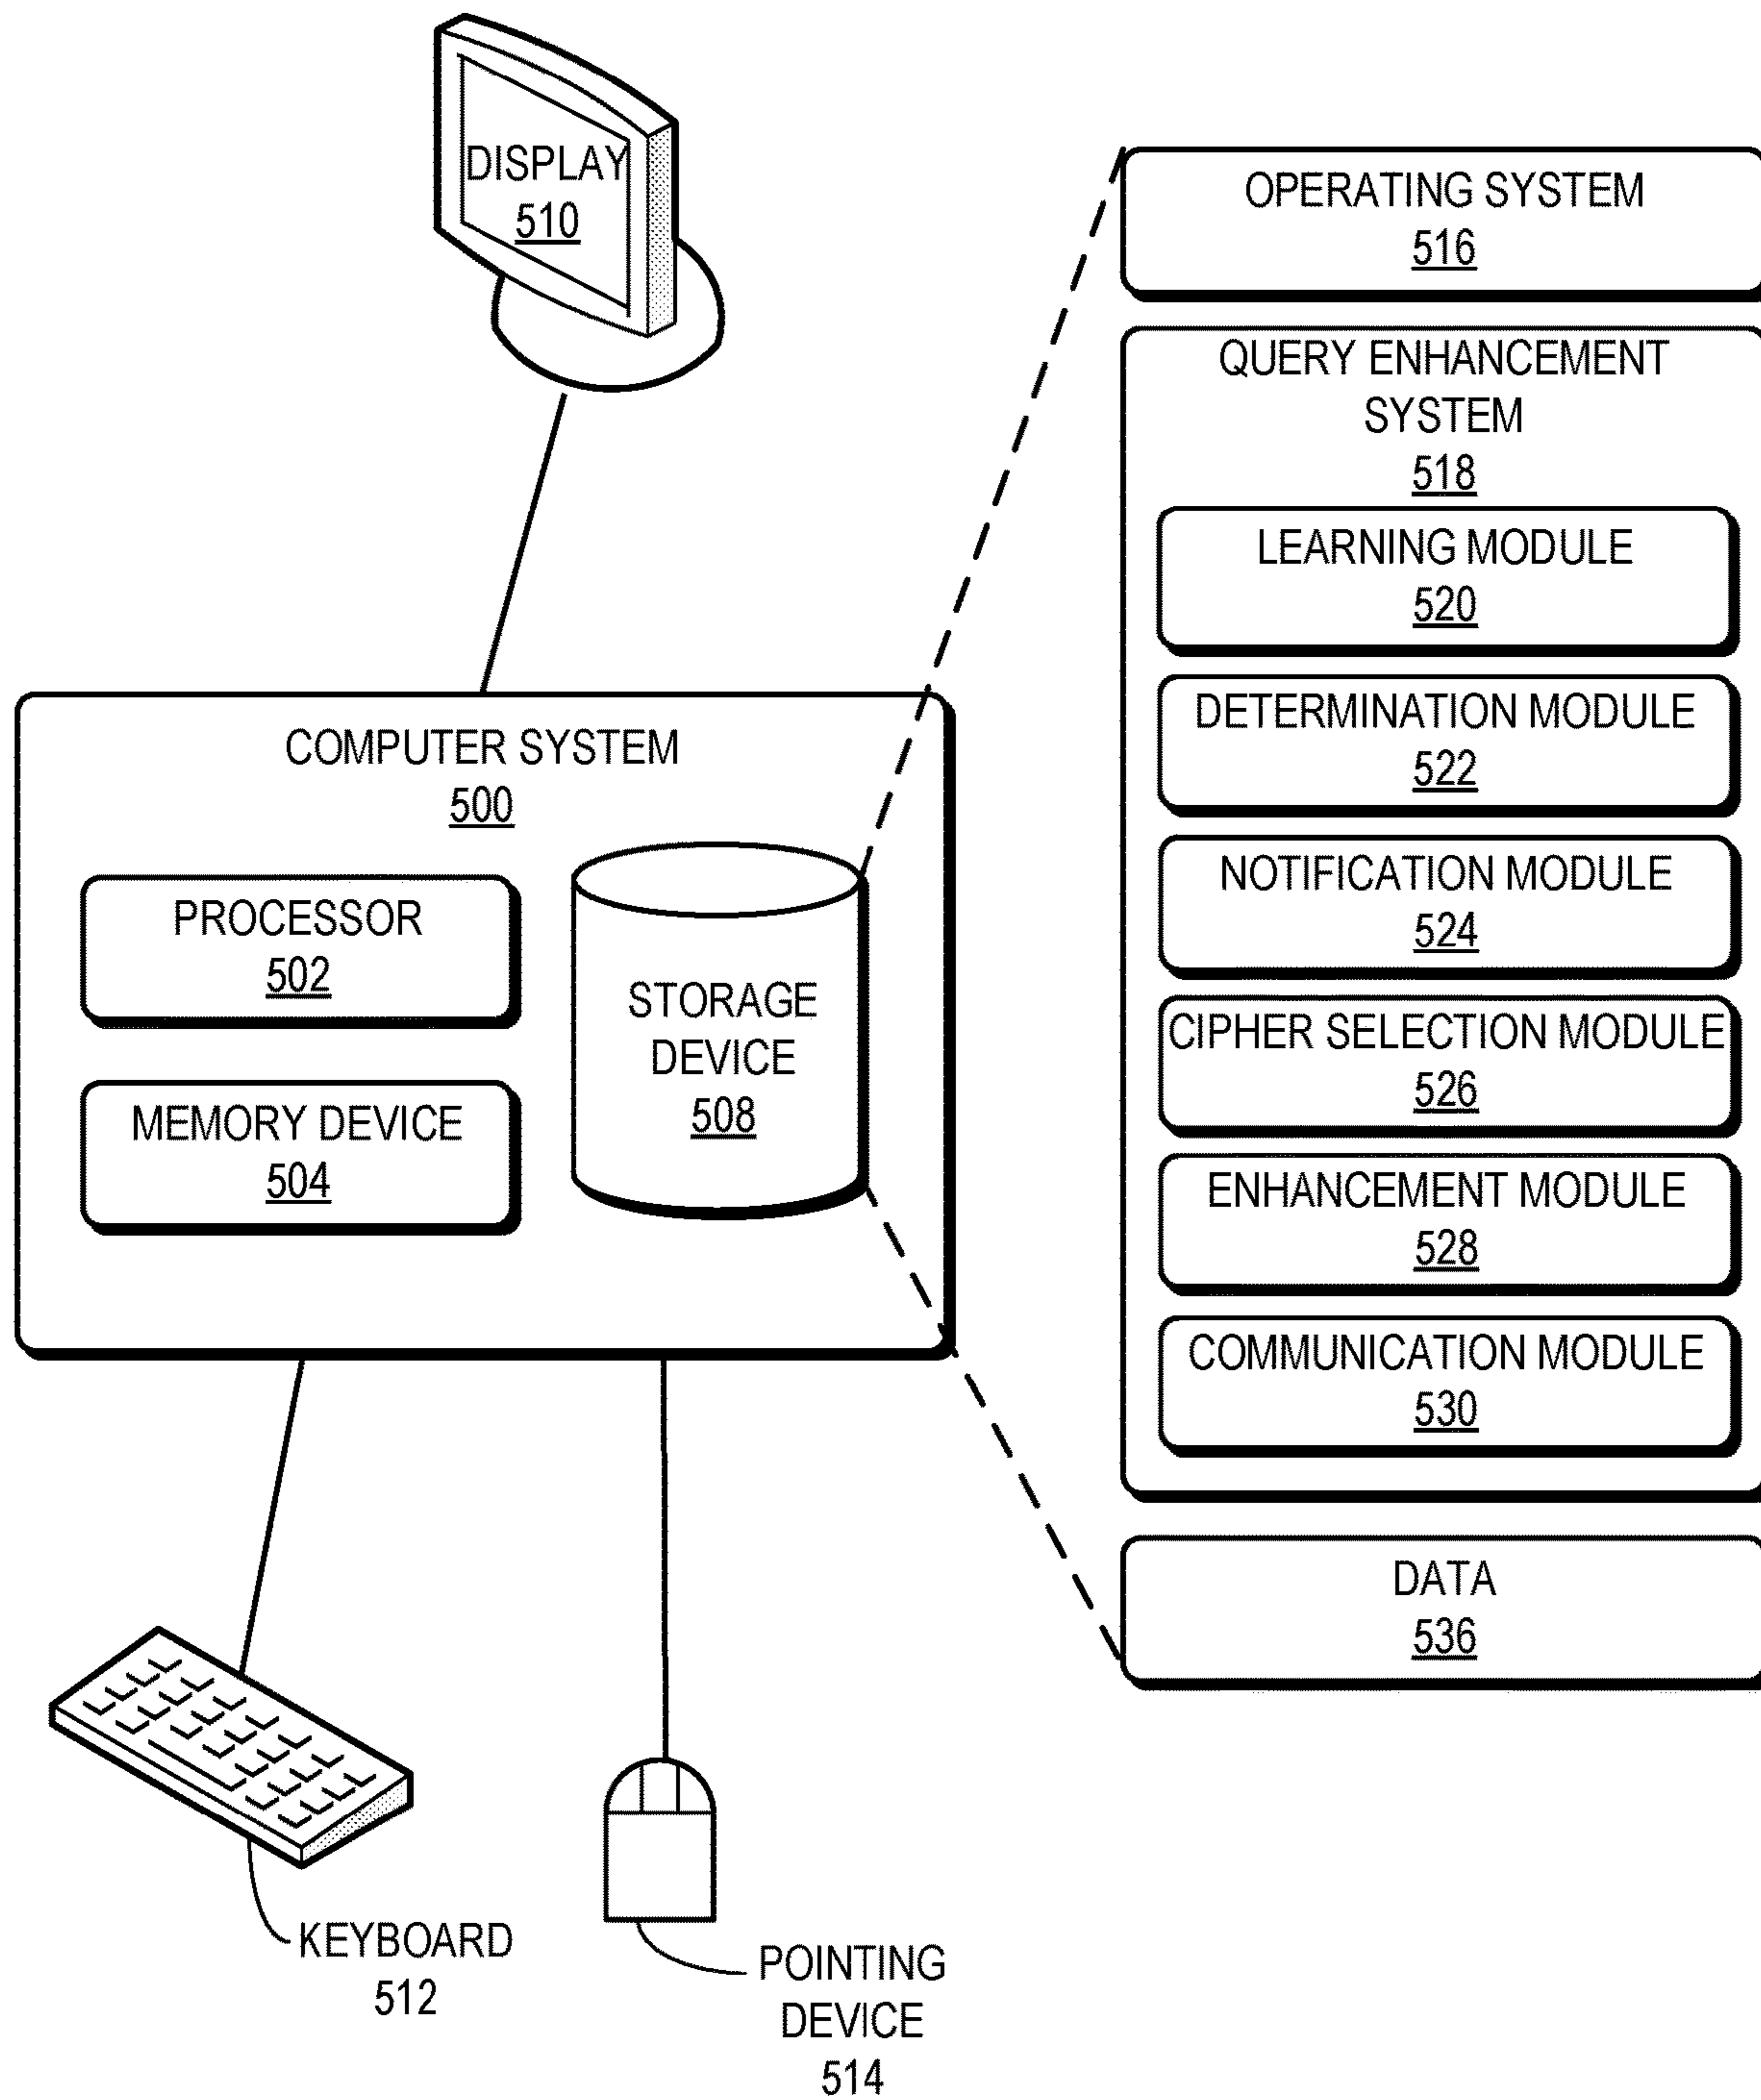 DISPLAY
510
COMPUTER SYSTEM
500
PROCESSOR
502
MEMORY DEVICE
504
STORAGE
DEVICE
508
KEYBOARD
512
POINTING
DEVICE
514
OPERATING SYSTEM
516
QUERY ENHANCEMENT
SYSTEM
518
LEARNING MODULE
520
DETERMINATION MODULE
522
NOTIFICATION MODULE
524
CIPHER SELECTION MODULE
526
ENHANCEMENT MODULE
528
COMMUNICATION MODULE
530
DATA
536